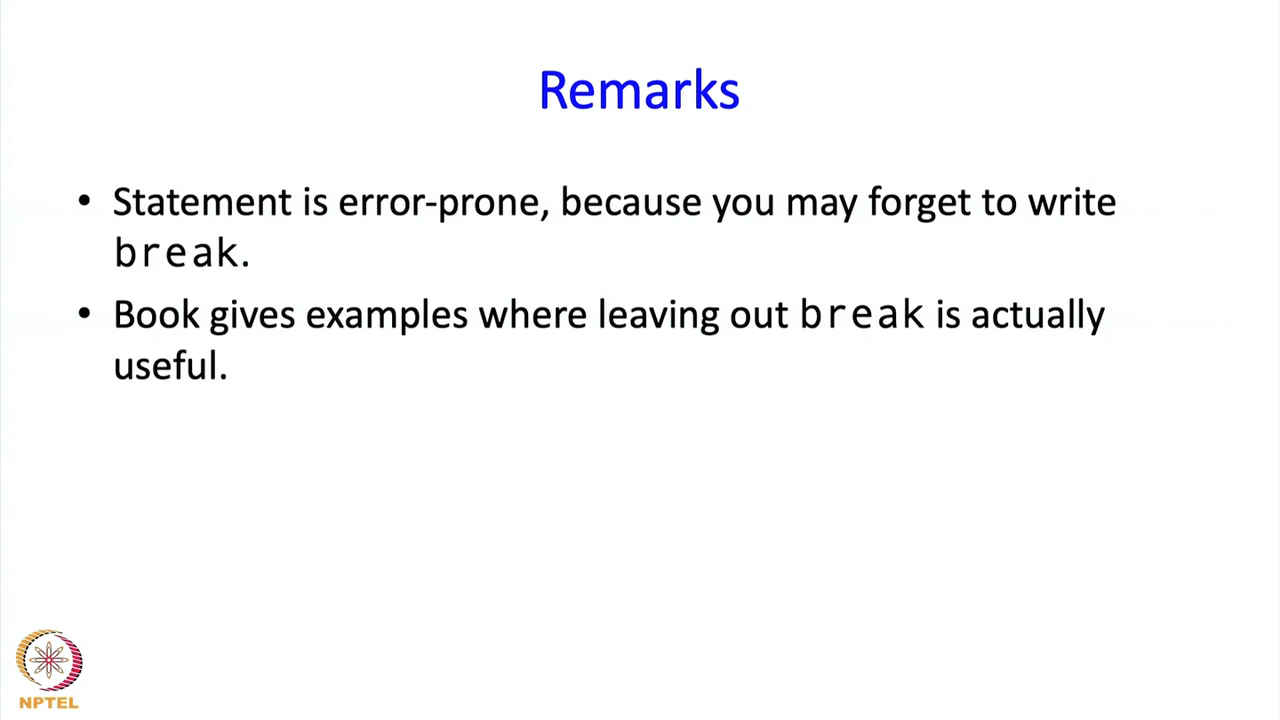 Remarks
• Statement is error-prone, because you may forget to write
break.
• Book gives examples where leaving out break is actually
useful.
NPTEL